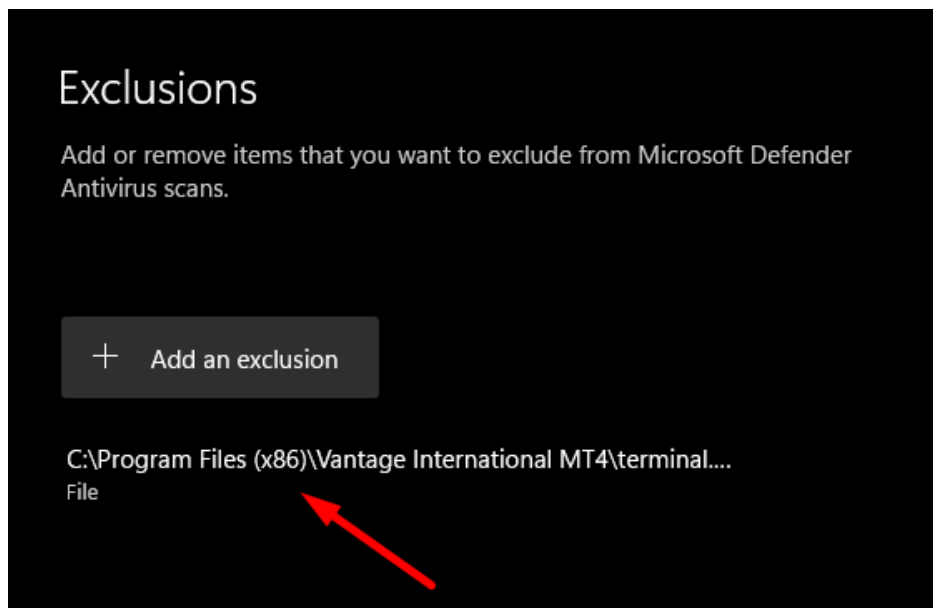 Exclusions
Add or remove items that you want to exclude from Microsoft Defender
Antivirus scans.
+ Add an exclusion
C:\Program Files (x86)\Vantage International MT4\terminal....
File